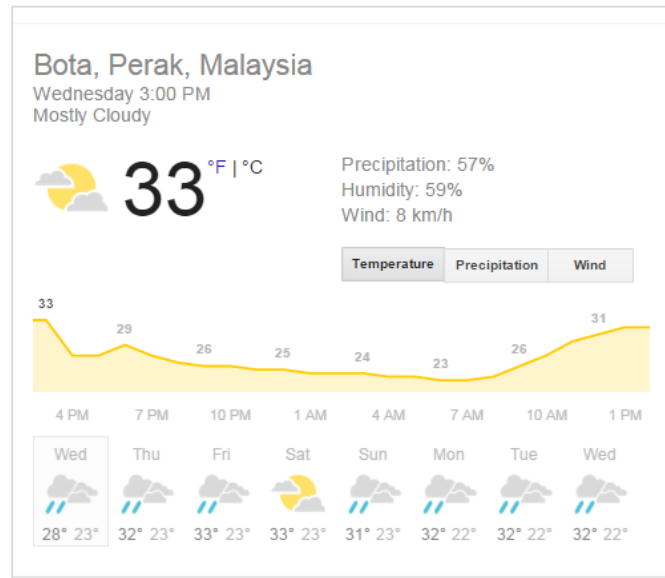 Bota, Perak, Malaysia
Wednesday 3:00 PM
Mostly Cloudy
33 °F | °C
Precipitation: 57%
Humidity: 59%
Wind: 8 km/h
Temperature Precipitation Wind
33 29 26 25 24 23 26 31
4 PM 7 PM 10 PM 1 AM 4 AM 7 AM 10 AM 1 PM
Wed Thu Fri Sat Sun Mon Tue Wed
28° 23° 32° 23° 33° 23° 33° 23° 31° 23° 32° 22° 32° 22° 32° 22°